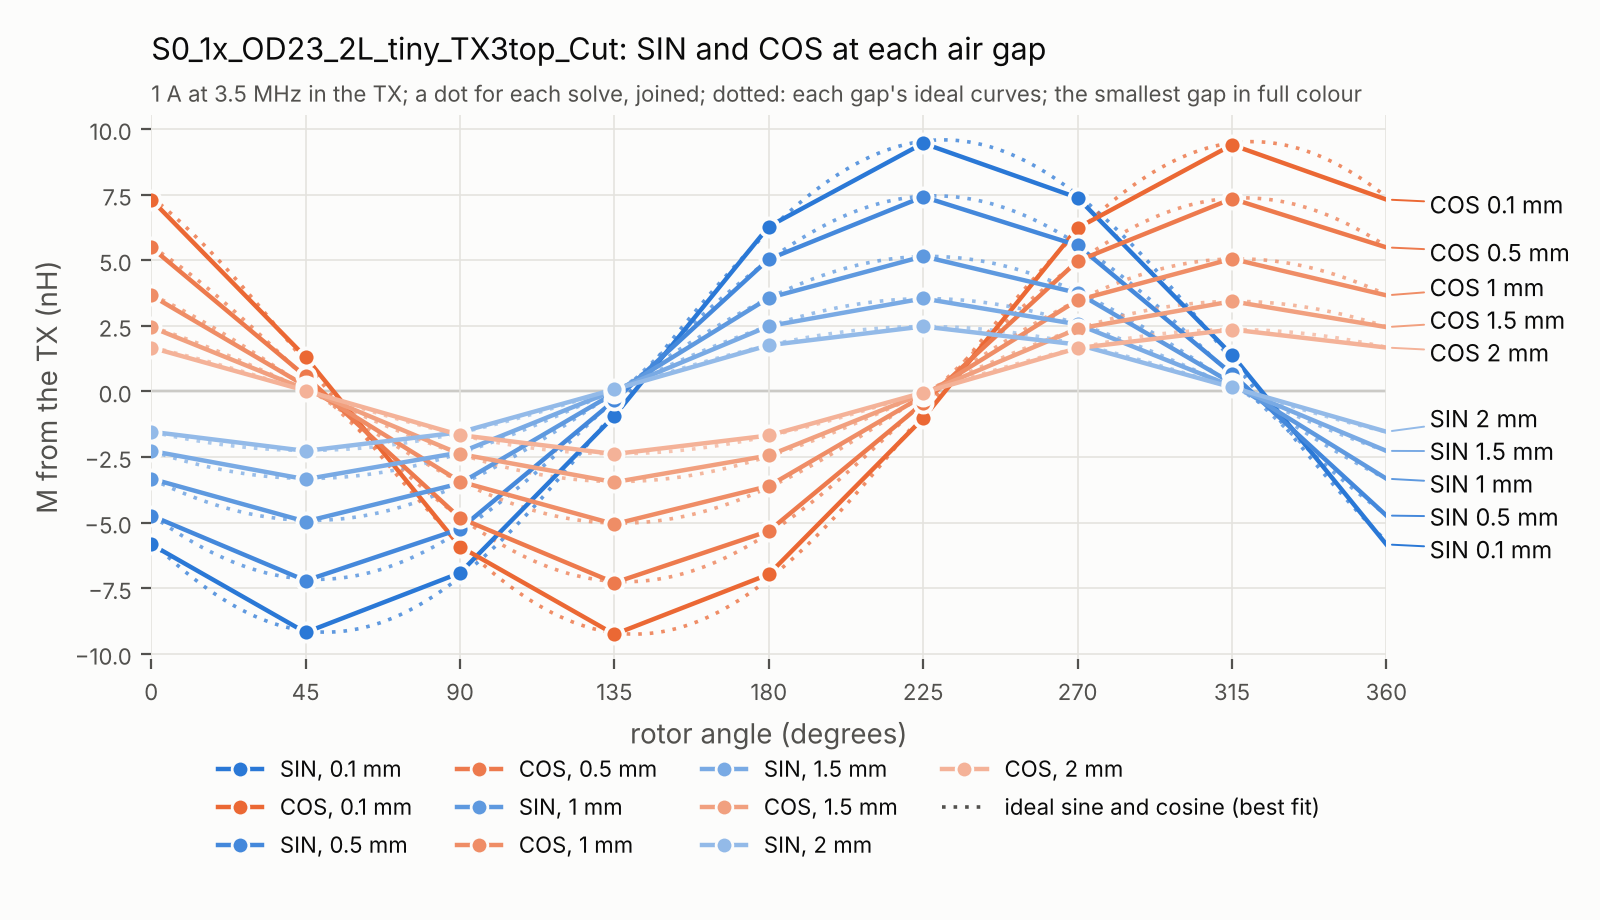 S0_1x_OD23_2L_tiny_TX3top_Cut: SIN and COS at each air gap
1 A at 3.5 MHz in the TX; a dot for each solve, joined; dotted: each gap's ideal curves; the smallest gap in full colour
M from the TX (nH)
10.0
7.5
5.0
2.5
0.0
−2.5
−5.0
−7.5
−10.0
COS 0.1 mm
COS 0.5 mm
COS 1 mm
COS 1.5 mm
COS 2 mm
SIN 2 mm
SIN 1.5 mm
SIN 1 mm
SIN 0.5 mm
SIN 0.1 mm
0 45 90 135 180 225 270 315 360
rotor angle (degrees)
SIN, 0.1 mm COS, 0.5 mm SIN, 1.5 mm COS, 2 mm
COS, 0.1 mm SIN, 1 mm COS, 1.5 mm ideal sine and cosine (best fit)
SIN, 0.5 mm COS, 1 mm SIN, 2 mm